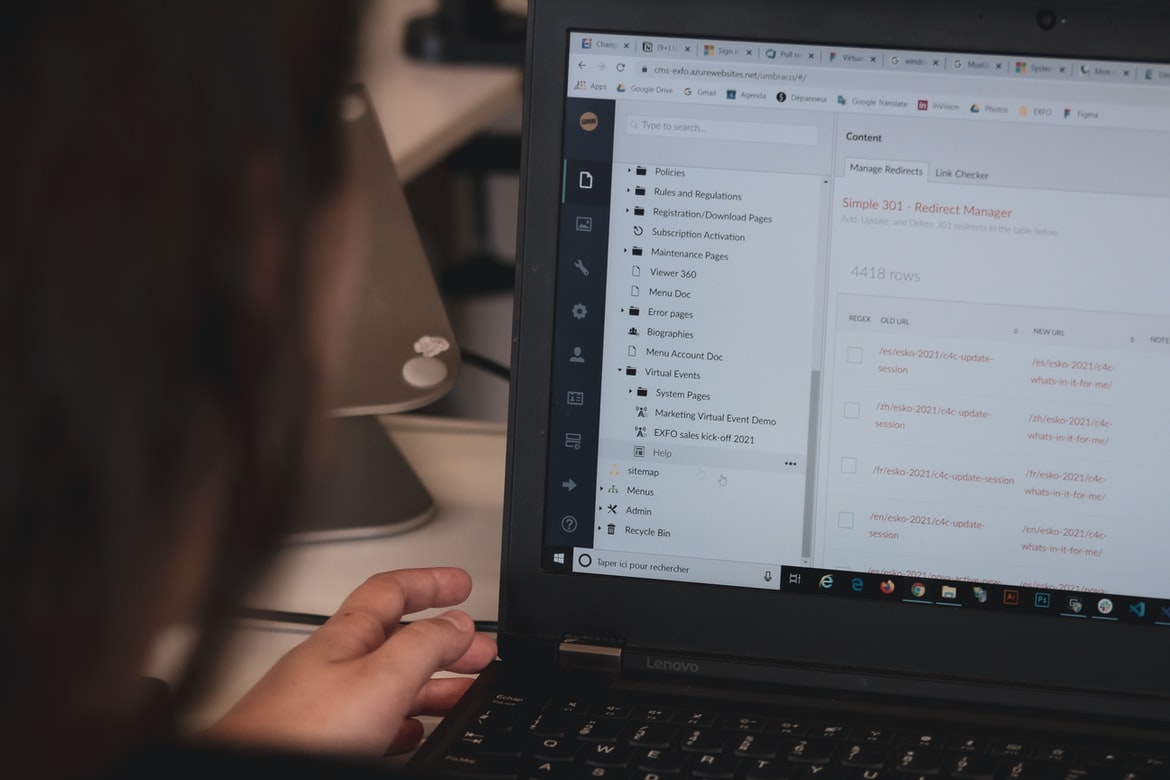 Chang
(9+) U
Sign i
Pull re
Virtual
windo
Must
System
Mon
cms-exfo.azurewebsites.net/umbraco/#/
Apps
Google Drive
Gmail
Agenda
Dépanneur
Google Translate
InVision
Photos
EXFO
Figma
Type to search...
Policies
Rules and Regulations
Registration/Download Pages
Subscription Activation
Maintenance Pages
Viewer 360
Menu Doc
Error pages
Biographies
Menu Account Doc
Virtual Events
System Pages
Marketing Virtual Event Demo
EXFO sales kick-off 2021
Help
sitemap
Menus
Admin
Recycle Bin
Content
Manage Redirects
Link Checker
Simple 301 - Redirect Manager
Add, Update, and Delete 301 redirects in the table below.
4418 rows
REGEX OLD URL NEW URL NOTE
/es/esko-2021/c4c-update-
session
/es/esko-2021/c4c-
whats-in-it-for-me/
/zh/esko-2021/c4c-update-
session
/zh/esko-2021/c4c-
whats-in-it-for-me/
/fr/esko-2021/c4c-update-session
/fr/esko-2021/c4c-
whats-in-it-for-me/
/en/esko-2021/c4c-update-
session
/en/esko-2021/c4c-
whats-in-it-for-me/
Taper ici pour rechercher
Ai
Ps
Lenovo
Echap
Q W E R T Y
A S D